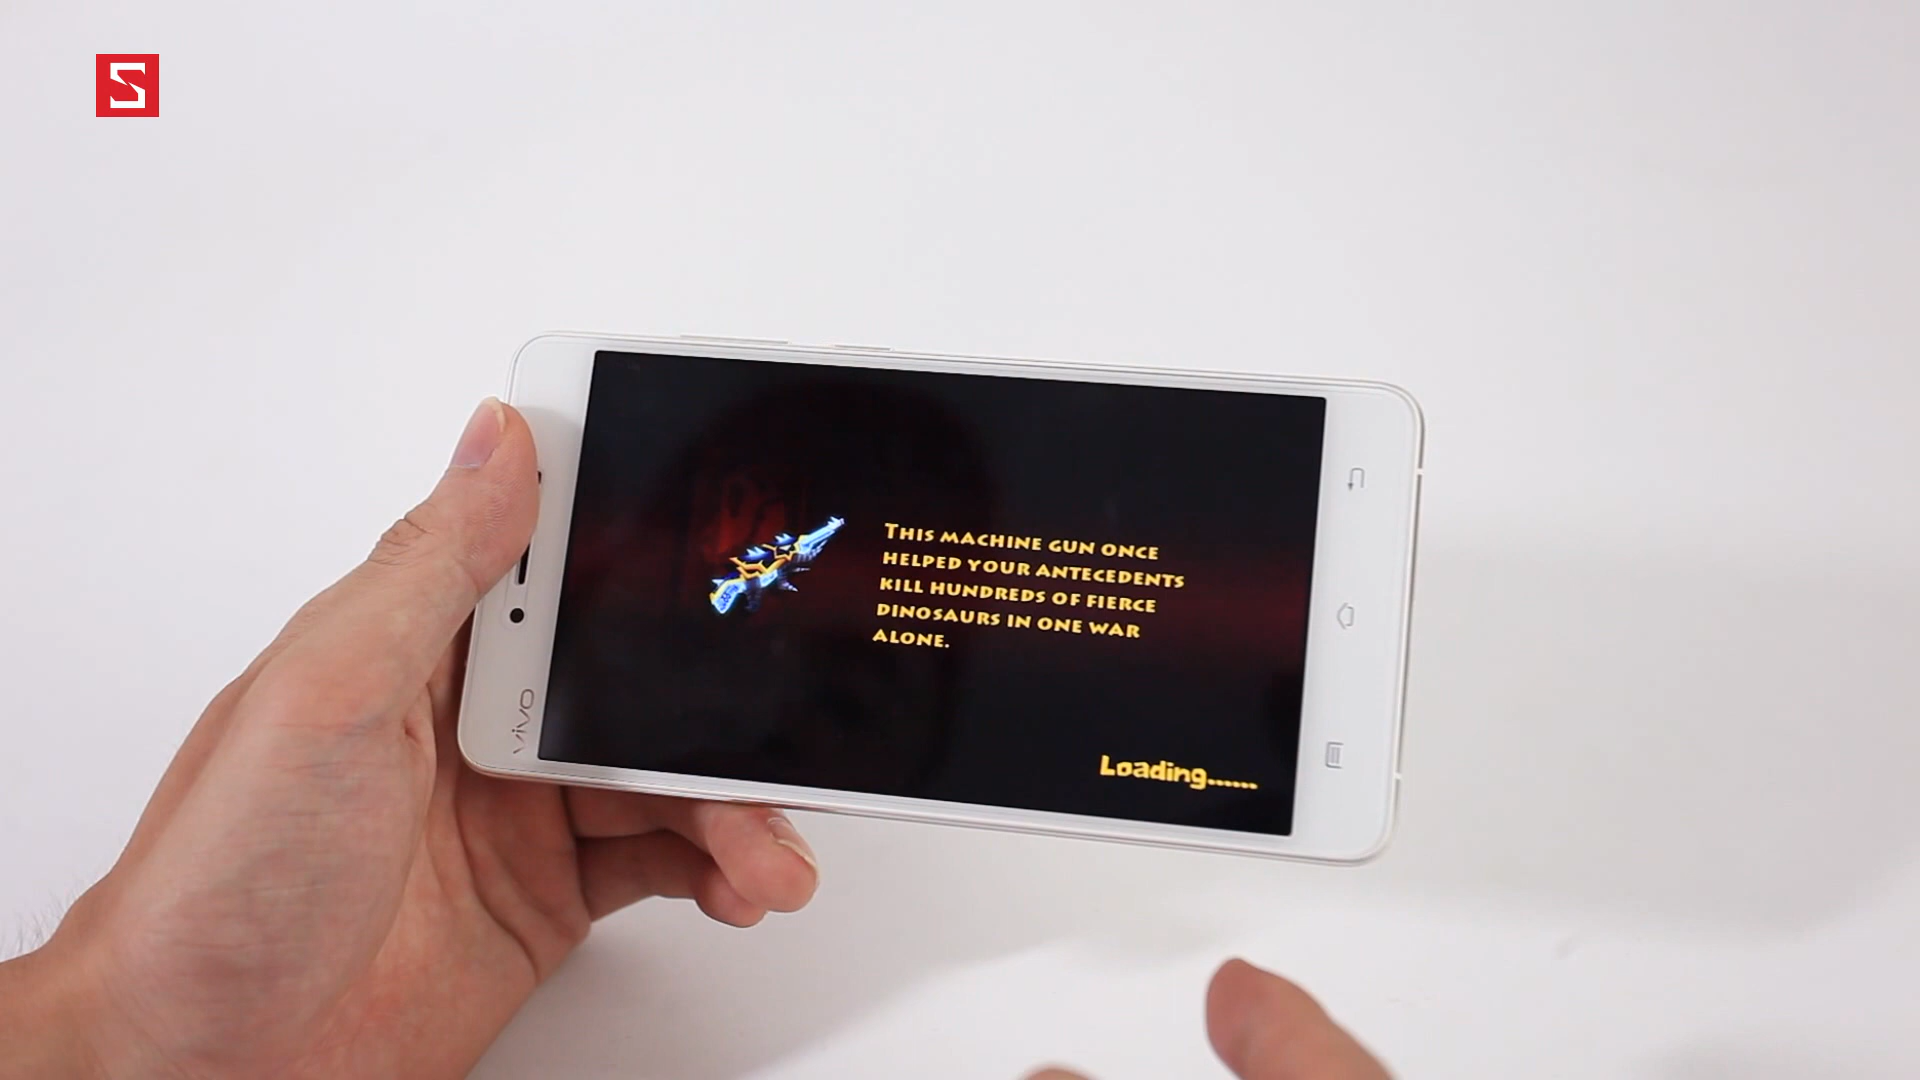 S
THIS MACHINE GUN ONCE
HELPED YOUR ANTECEDENTS
KILL HUNDREDS OF FIERCE
DINOSAURS IN ONE WAR
ALONE.
Loading......
vivo